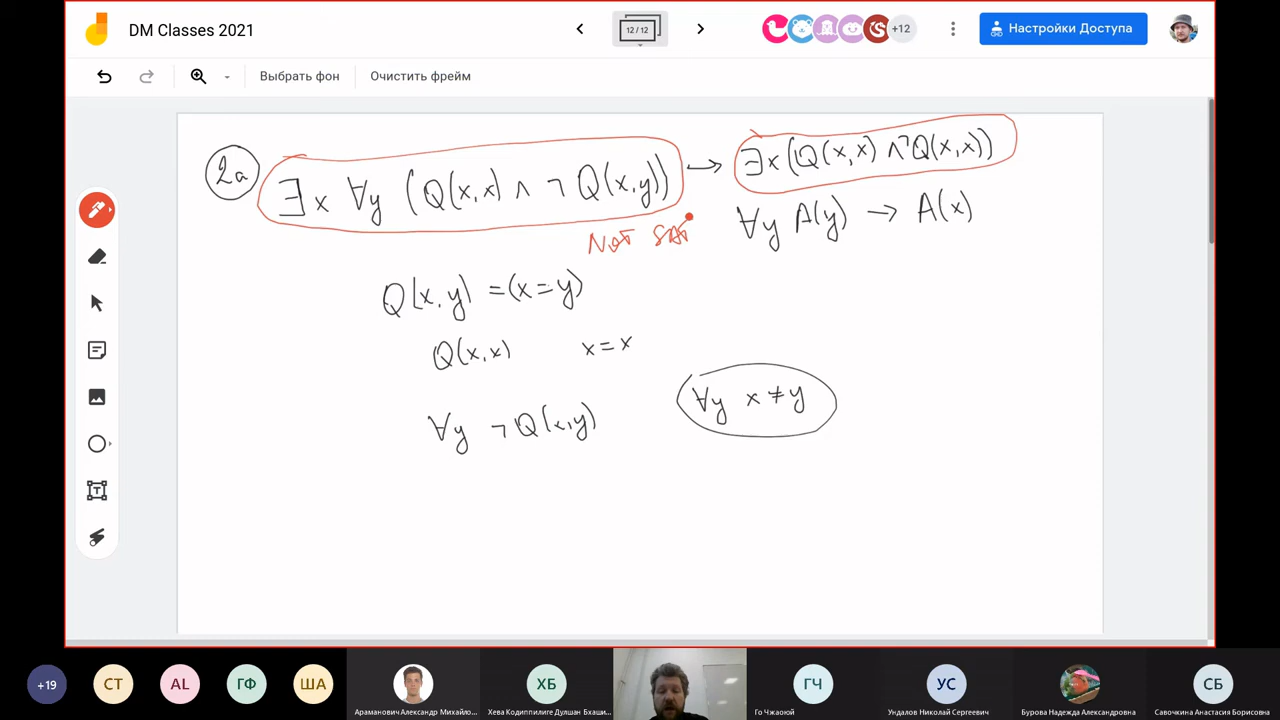 DM Classes 2021
12 / 12
+12
Настройки Доступа
Выбрать фон
Очистить фрейм
2a ∃x ∀y (Q(x,x) ∧ ¬ Q(x,y)) → ∃x (Q(x,x) ∧ ¬Q(x,x))
NOT SAT
∀y A(y) → A(x)
Q(x,y) = (x = y)
Q(x,x) x = x
∀y ¬Q(x,y)
∀y x ≠ y
+19
СТ
AL
ГФ
ША
Араманович Александр Михайло...
ХБ
Хева Кодиппилиге Дулшан Бхаши...
ГЧ
Го Чжаоюй
УС
Ундалов Николай Сергеевич
Бурова Надежда Александровна
СБ
Савочкина Анастасия Борисовна